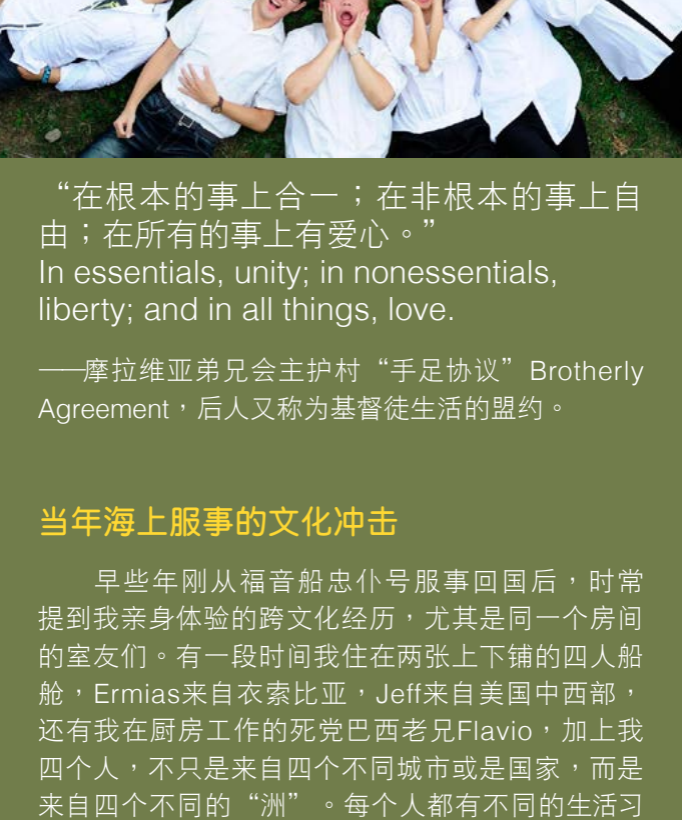 “在根本的事上合一；在非根本的事上自
由；在所有的事上有爱心。”
In essentials, unity; in nonessentials,
liberty; and in all things, love.
——摩拉维亚弟兄会主护村“手足协议”Brotherly
Agreement，后人又称为基督徒生活的盟约。
当年海上服事的文化冲击
早些年刚从福音船忠仆号服事回国后，时常
提到我亲身体验的跨文化经历，尤其是同一个房间
的室友们。有一段时间我住在两张上下铺的四人船
舱，Ermias来自衣索比亚，Jeff来自美国中西部，
还有我在厨房工作的死党巴西老兄Flavio，加上我
四个人，不只是来自四个不同城市或是国家，而是
来自四个不同的“洲”。每个人都有不同的生活习